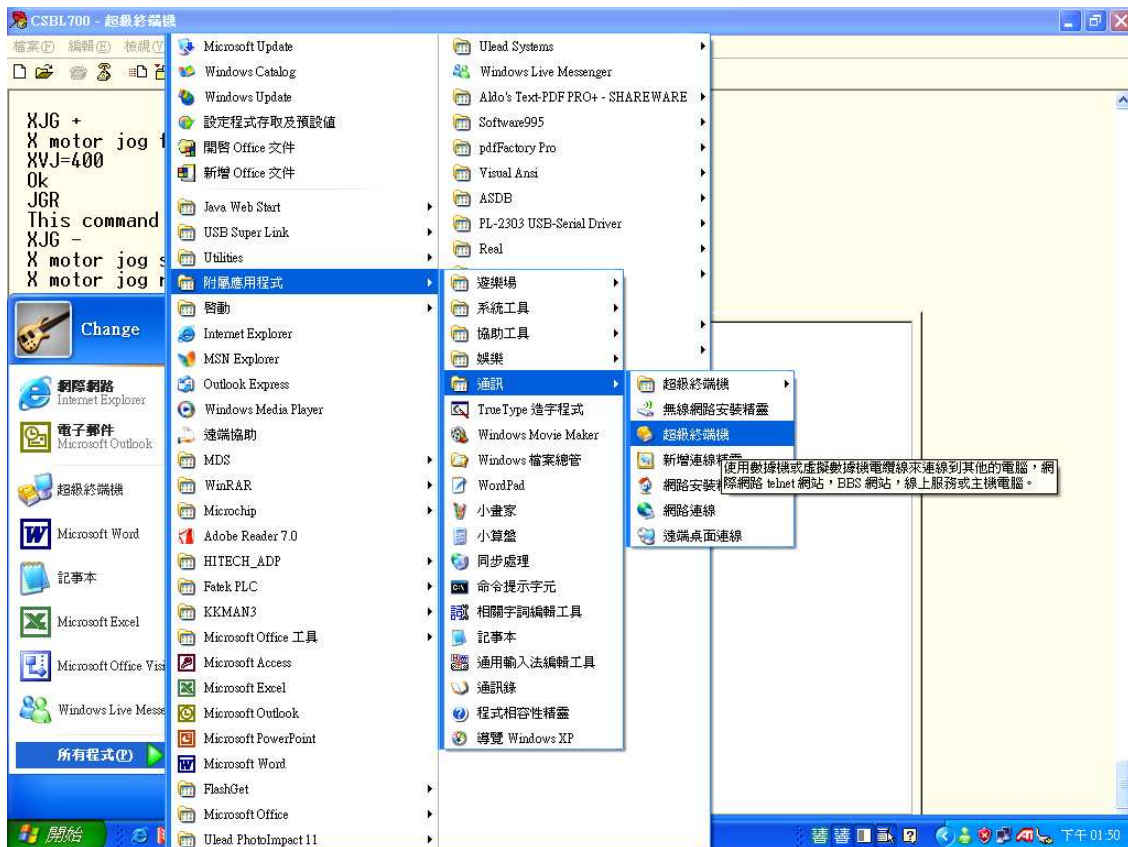 CSBL700 - 超級終端機
檔案(F) 編輯(E) 檢視(V
XJG +
X motor jog f
XVJ=400
Ok
JGR
This command
XJG -
X motor jog s
X motor jog r
Change
網際網路
Internet Explorer
電子郵件
Microsoft Outlook
超級終端機
Microsoft Word
記事本
Microsoft Excel
Microsoft Office Visi
Windows Live Messe
所有程式(P)
Microsoft Update
Windows Catalog
Windows Update
設定程式存取及預設值
開啓 Office 文件
新增 Office 文件
Java Web Start
USB Super Link
Utilities
附屬應用程式
啓動
Internet Explorer
MSN Explorer
Outlook Express
Windows Media Player
遠端協助
MDS
WinRAR
Microchip
Adobe Reader 7.0
HITECH_ADP
Fatek PLC
KKMAN3
Microsoft Office 工具
Microsoft Access
Microsoft Excel
Microsoft Outlook
Microsoft PowerPoint
Microsoft Word
FlashGet
Microsoft Office
Ulead PhotoImpact 11
Ulead Systems
Windows Live Messenger
Aldo's Text-PDF PRO+ - SHAREWARE
Software995
pdfFactory Pro
Visual Ansi
ASDB
PL-2303 USB-Serial Driver
Real
遊樂場
系統工具
協助工具
娛樂
通訊
TrueType 造字程式
Windows Movie Maker
Windows 檔案總管
WordPad
小畫家
小算盤
同步處理
命令提示字元
相關字詞編輯工具
記事本
通用輸入法編輯工具
通訊錄
程式相容性精靈
導覽 Windows XP
超級終端機
無線網路安裝精靈
超級終端機
新增連線精靈
網路安裝精靈
網路連線
遠端桌面連線
使用數據機或虛擬數據機電纜線來連線到其他的電腦，網
際網路 telnet 網站，BBS 網站，線上服務或主機電腦。
開始
下午 01:50